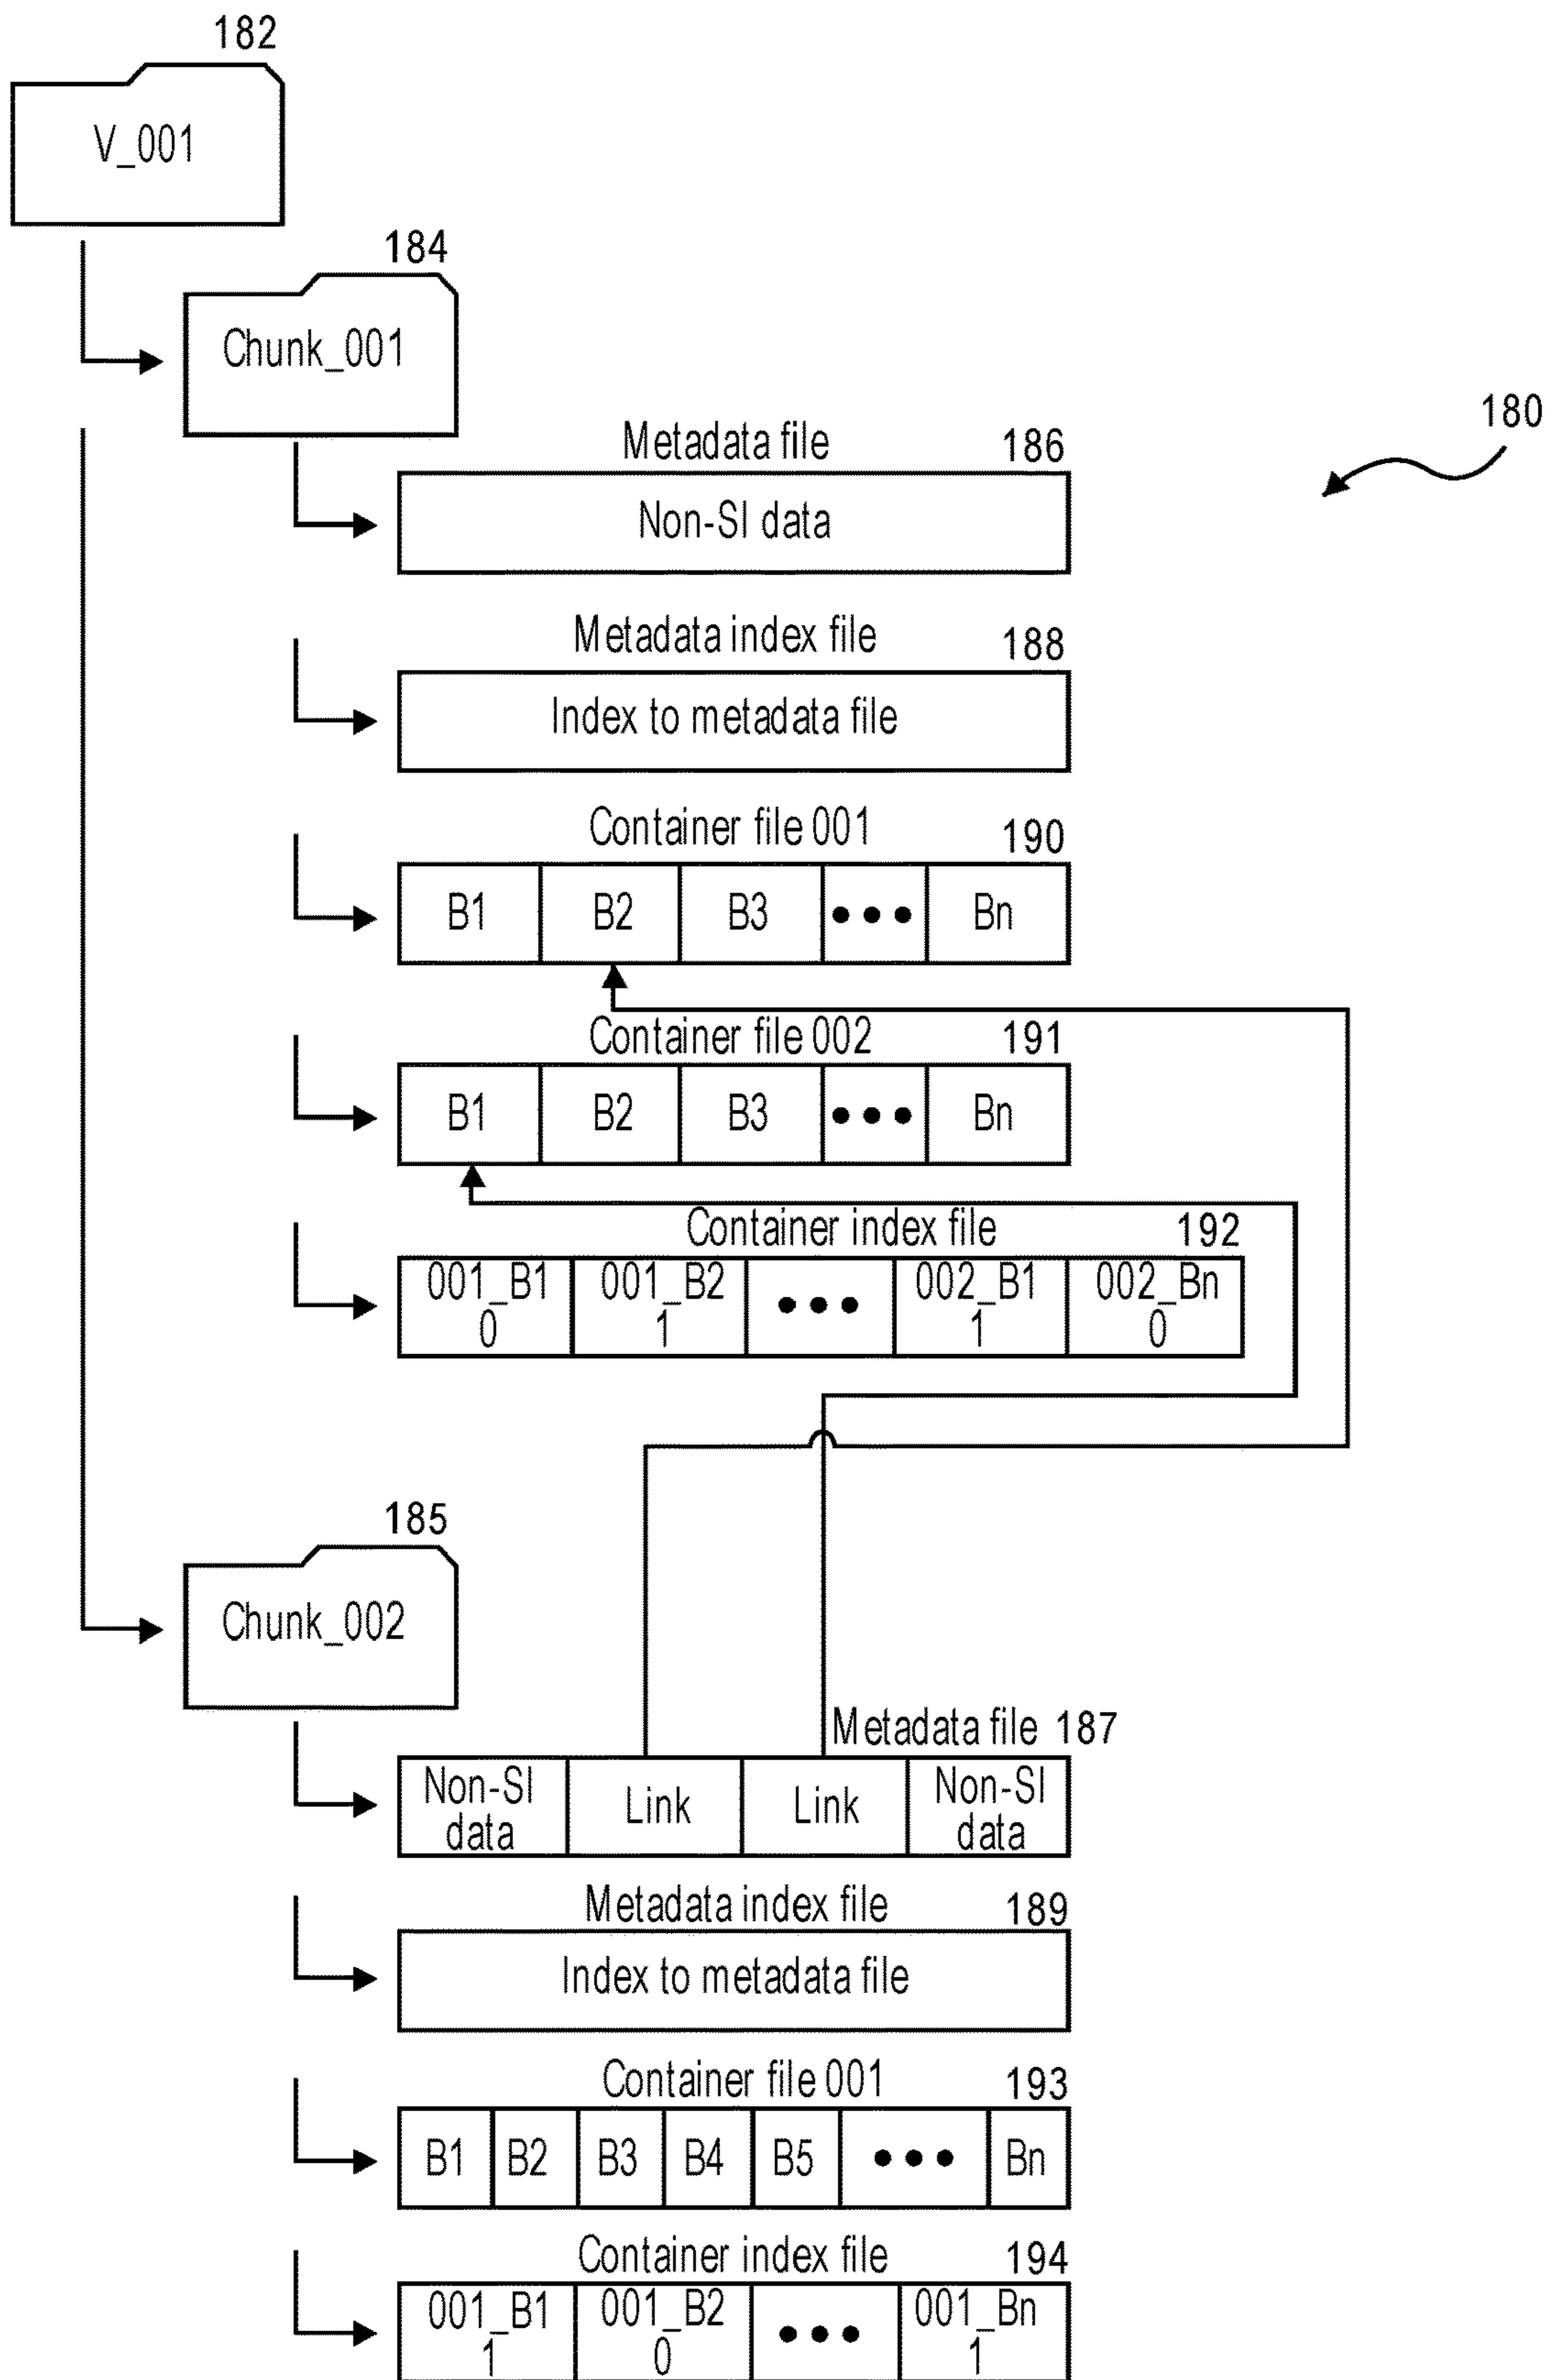 182
V_001
184
Chunk_001
180
Metadata file 186
Non-SI data
Metadata index file 188
Index to metadata file
Container file 001 190
B1 B2 B3 ●●● Bn
Container file 002 191
B1 B2 B3 ●●● Bn
Container index file 192
001_B1 001_B2 ●●● 002_B1 002_Bn
0 1 1 0
185
Chunk_002
Metadata file 187
Non-SI Link Link Non-SI
data data
Metadata index file 189
Index to metadata file
Container file 001 193
B1 B2 B3 B4 B5 ●●● Bn
Container index file 194
001_B1 001_B2 ●●● 001_Bn
1 0 1